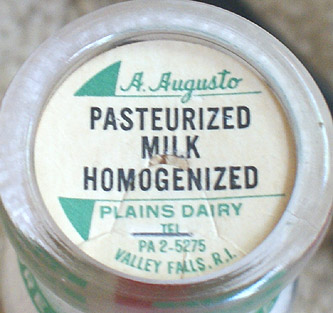 A. Augusto
PASTEURIZED
MILK
HOMOGENIZED
PLAINS DAIRY
TEL.
PA 2-5275
VALLEY FALLS, R.I.